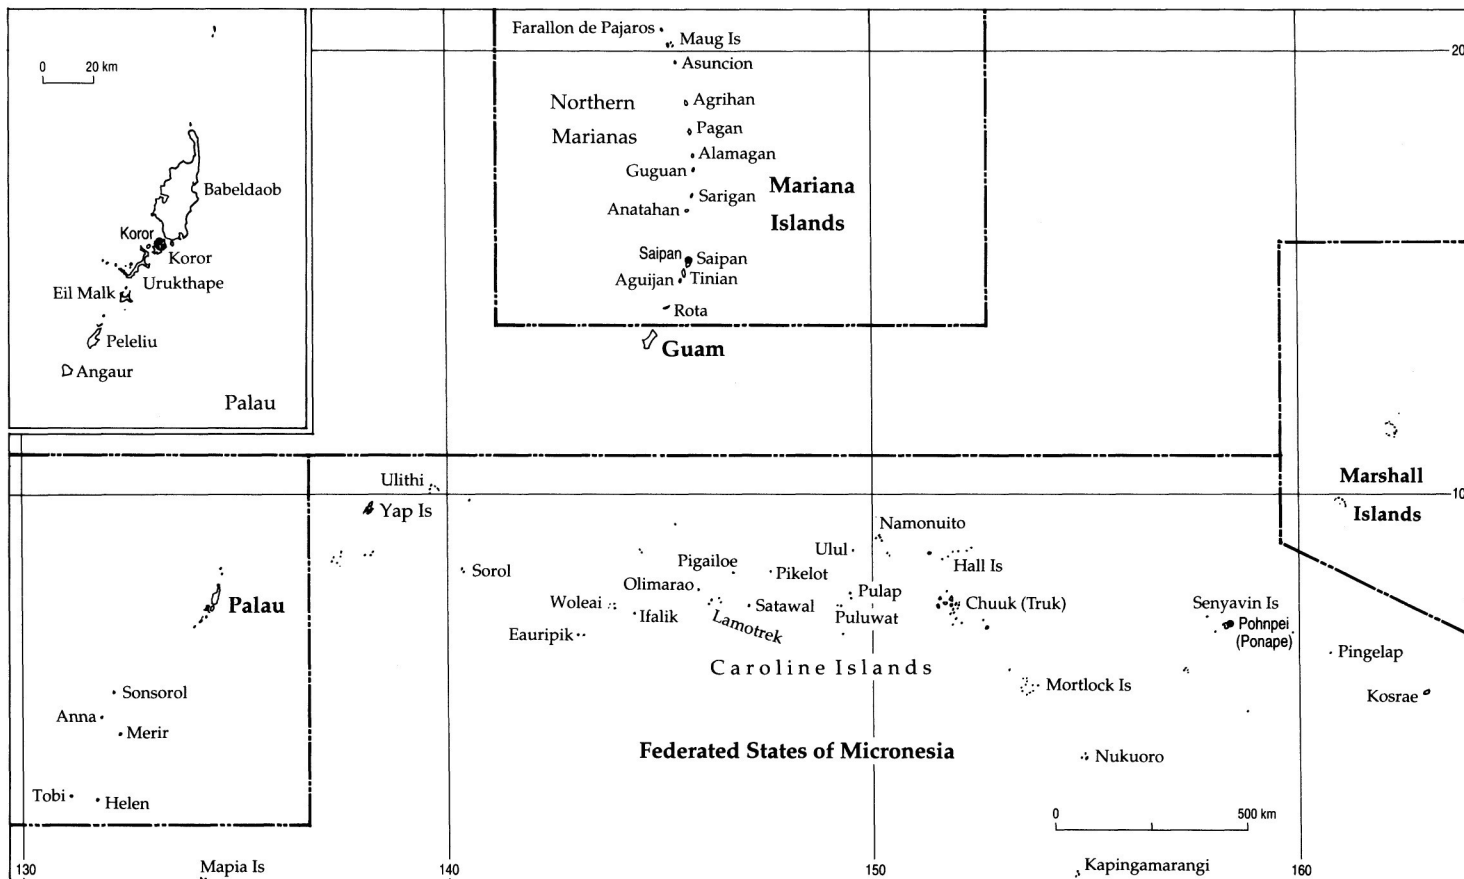 0 20 km
Babeldaob
Koror
Koror
Urukthape
Eil Malk
Peleliu
Angaur
Palau
Farallon de Pajaros
Maug Is
20
Asuncion
Northern
Marianas
Agrihan
Pagan
Alamagan
Guguan
Mariana
Islands
Sarigan
Anatahan
Saipan
Saipan
Aguijan
Tinian
Rota
Guam
Marshall
Islands
10
Ulithi
Yap Is
Namonuito
Ulul
Hall Is
Sorol
Pigailoe
Pikelot
Olimarao
Pulap
Woleai
Ifalik
Lamotrek
Satawal
Puluwat
Chuuk (Truk)
Senyavin Is
Pohnpei
(Ponape)
Palau
Eauripik
Pingelap
Caroline Islands
Mortlock Is
Kosrae
Sonsorol
Anna
Merir
Federated States of Micronesia
Nukuoro
Tobi
Helen
0 500 km
130
Mapia Is
140
150
Kapingamarangi
160